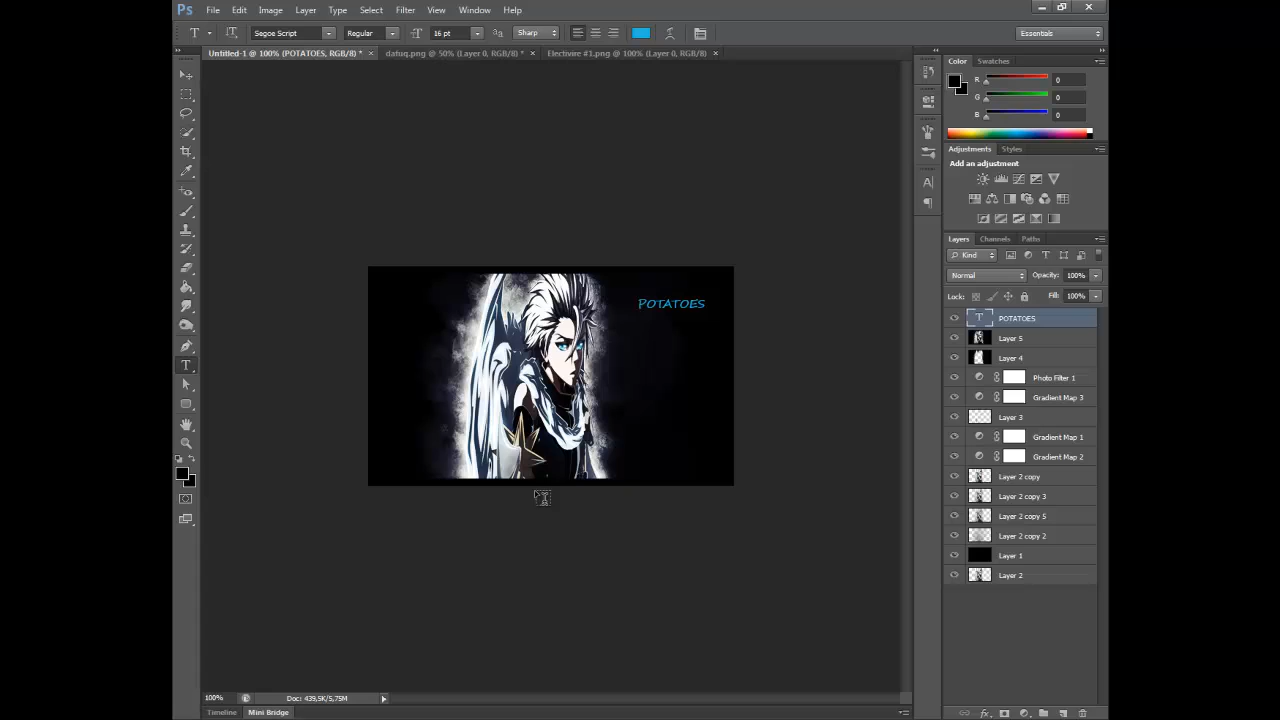 Ps File Edit Image Layer Type Select Filter View Window Help
T Segoe Script Regular 16 pt Sharp Essentials
Untitled-1 @ 100% (POTATOES, RGB/8) * × dafuq.png @ 50% (Layer 0, RGB/8) * × Electivire #1.png @ 100% (Layer 0, RGB/8) ×
Color Swatches
R 0
G 0
B 0
Adjustments Styles
Add an adjustment
Layers Channels Paths
Kind
Normal Opacity: 100%
Lock: Fill: 100%
POTATOES
T POTATOES
Layer 5
Layer 4
Photo Filter 1
Gradient Map 3
Layer 3
Gradient Map 1
Gradient Map 2
Layer 2 copy
Layer 2 copy 3
Layer 2 copy 5
Layer 2 copy 2
Layer 1
Layer 2
100% Doc: 439,5K/5,75M
Timeline Mini Bridge
fx